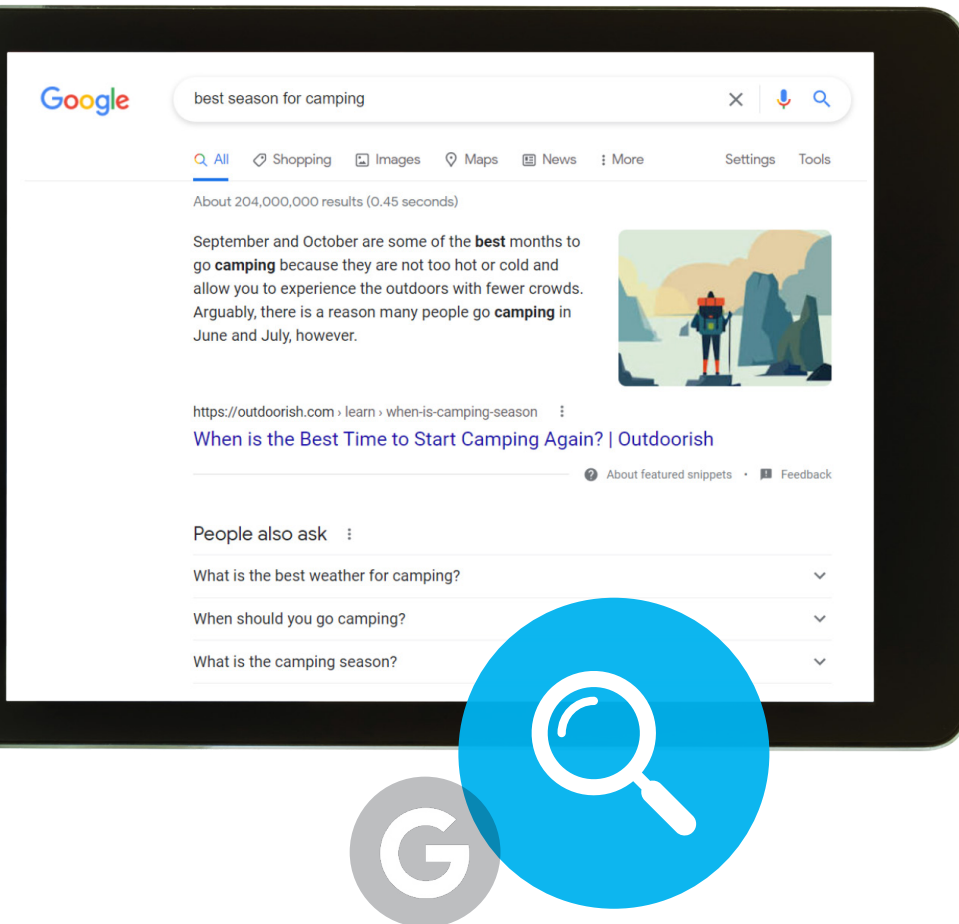 Google
best season for camping
All Shopping Images Maps News More Settings Tools
About 204,000,000 results (0.45 seconds)
September and October are some of the best months to
go camping because they are not too hot or cold and
allow you to experience the outdoors with fewer crowds.
Arguably, there is a reason many people go camping in
June and July, however.
https://outdoorish.com › learn › when-is-camping-season
When is the Best Time to Start Camping Again? | Outdoorish
About featured snippets • Feedback
People also ask
What is the best weather for camping?
When should you go camping?
What is the camping season?
G